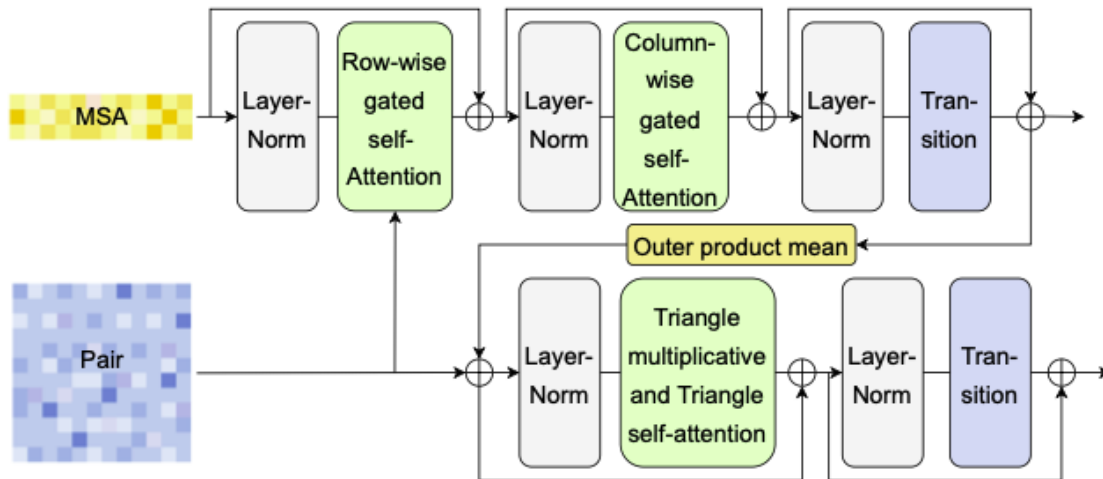 MSA
Layer-
Norm
Row-wise
gated
self-
Attention
Layer-
Norm
Column-
wise
gated
self-
Attention
Layer-
Norm
Tran-
sition
Outer product mean
Pair
Layer-
Norm
Triangle
multiplicative
and Triangle
self-attention
Layer-
Norm
Tran-
sition